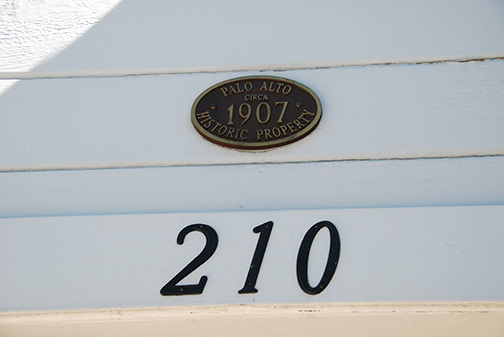 PALO ALTO
CIRCA
1907
HISTORIC PROPERTY
210